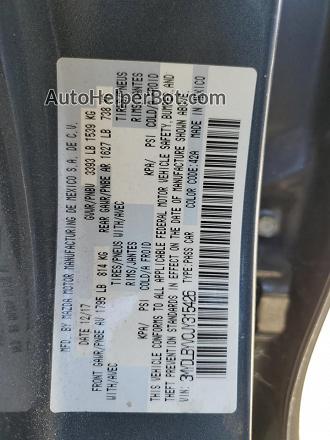 AutoHelperBot.com
MFD. BY MAZDA MOTOR MANUFACTURING DE MEXICO S.A. DE C.V.
DATE: 12/17 GVWR/PNBV 3393 LB 1539 KG
FRONT GAWR/PNBE AV 1795 LB 814 KG REAR GAWR/PNBE AR 1627 LB 738
WITH/AVEC TIRES/PNEUS WITH/AVEC TIRES/PNEUS
RIMS/JANTES RIMS/JANTES
KPA/ PSI COLD/A FROID KPA/ PSI COLD/A FROID
THIS VEHICLE CONFORMS TO ALL APPLICABLE FEDERAL MOTOR VEHICLE SAFETY, BUMPER, AND
THEFT PREVENTION STANDARDS IN EFFECT ON THE DATE OF MANUFACTURE SHOWN ABOVE.
VIN: COLOR CODE: 42A MADE IN MEXICO
TYPE: PASS CAR